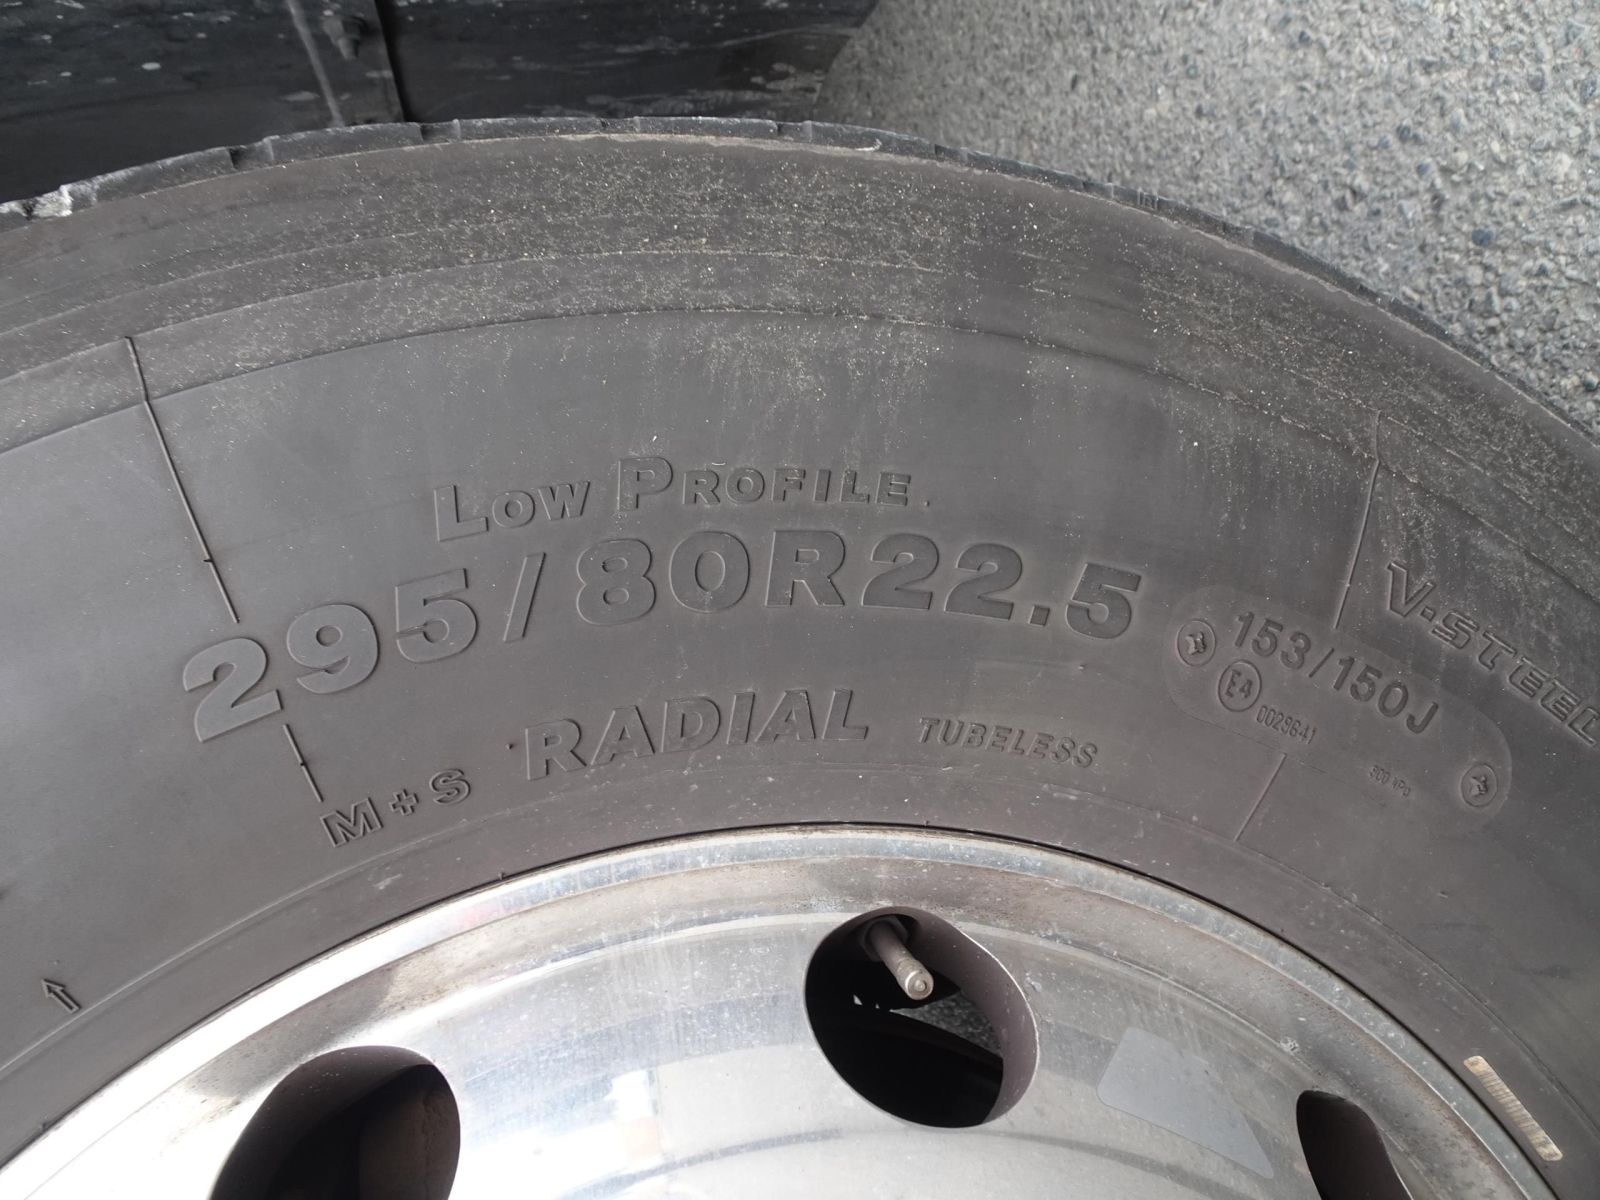 LOW PROFILE
295/80R22.5
153/150J
V·STEEL
E4
M+S RADIAL TUBELESS